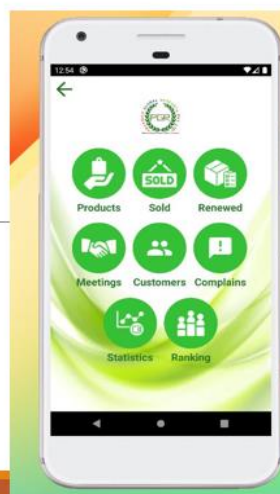 12:54
PGR
Products Sold Renewed
SOLD
Meetings Customers Complains
Statistics Ranking